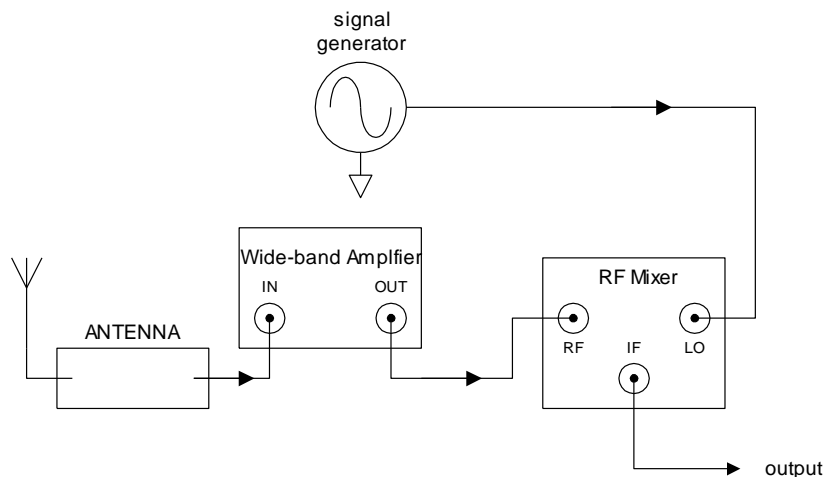 signal
generator
Wide-band Amplfier
IN
OUT
RF Mixer
RF
IF
LO
ANTENNA
output